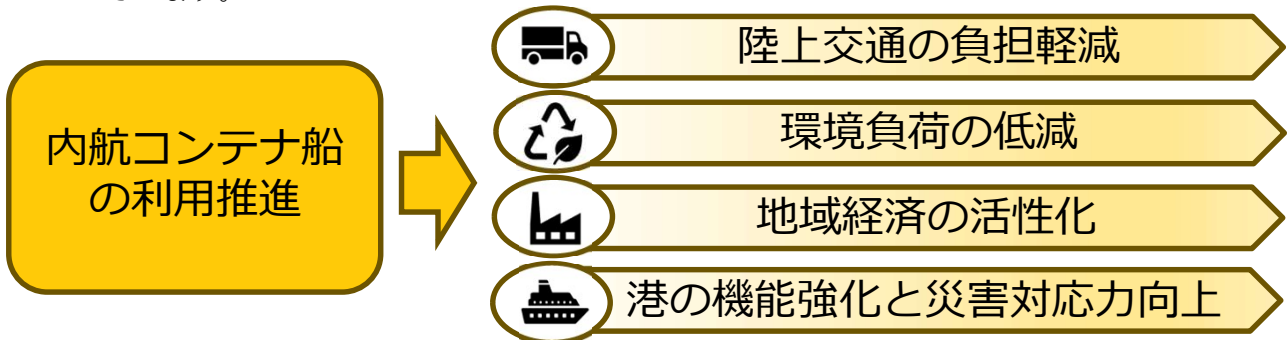 陸上交通の負担軽減
内航コンテナ船
の利用推進
環境負荷の低減
地域経済の活性化
港の機能強化と災害対応力向上